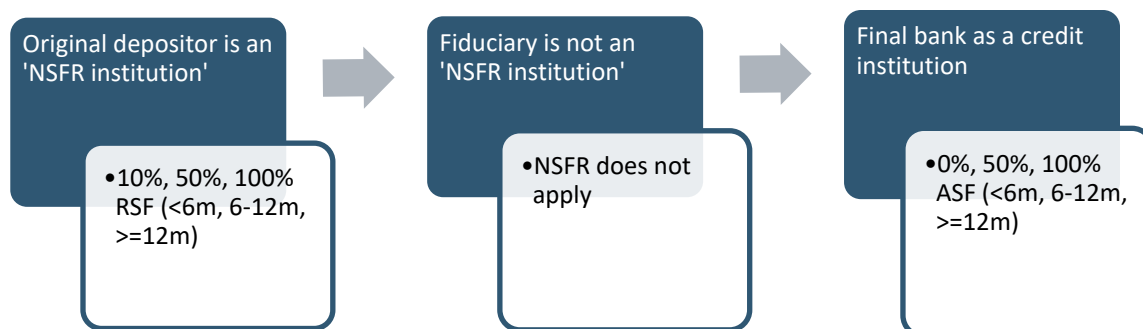 Original depositor is an
'NSFR institution'
•10%, 50%, 100%
RSF (<6m, 6-12m,
>=12m)
Fiduciary is not an
'NSFR institution'
•NSFR does not
apply
Final bank as a credit
institution
•0%, 50%, 100%
ASF (<6m, 6-12m,
>=12m)